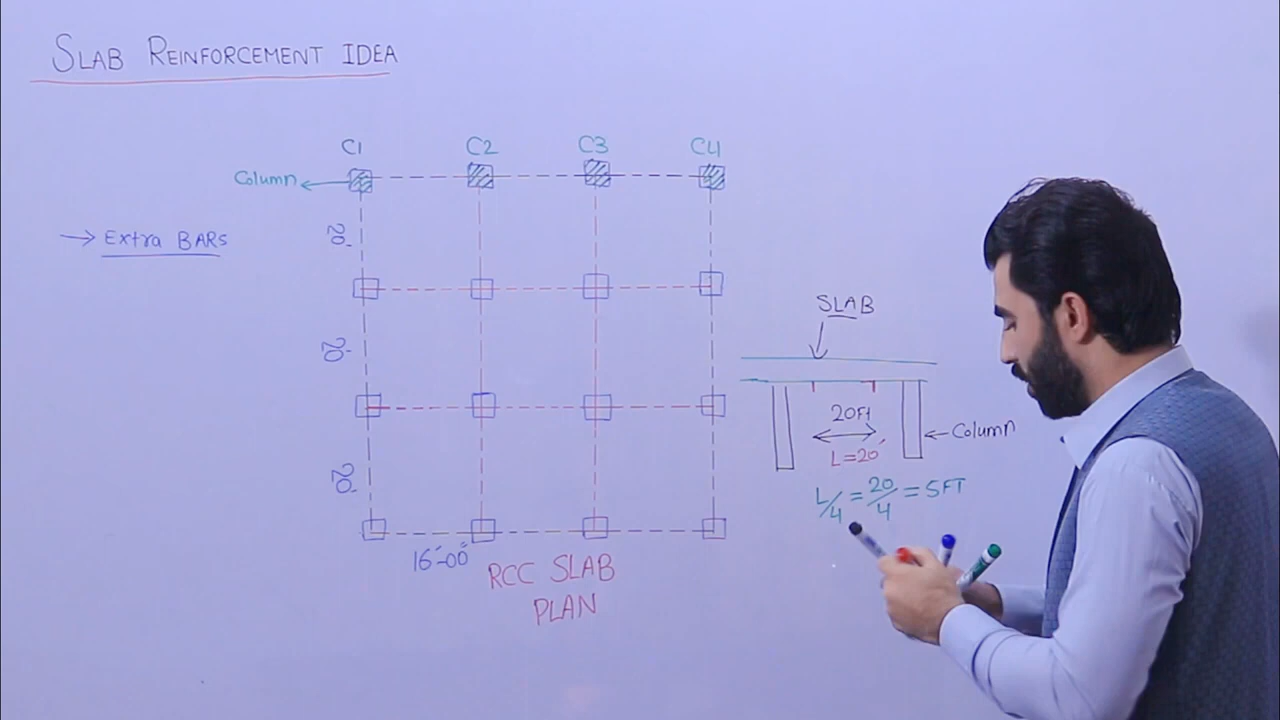 SLAB REINFORCEMENT IDEA
C1 C2 C3 C4
Column
→ Extra BARS
20'
20'
20'
16'-00"
RCC SLAB
PLAN
SLAB
20Ft
L=20'
Column
L/4 = 20/4 = 5FT